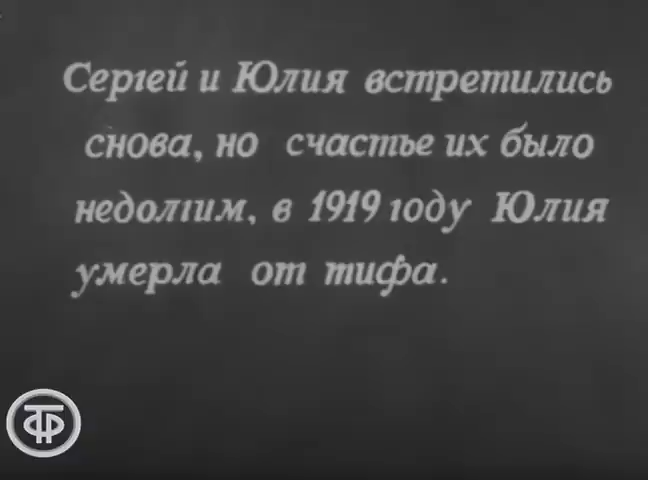 Сергей и Юлия встретились
снова, но счастье их было
недолгим, в 1919 году Юлия
умерла от тифа.